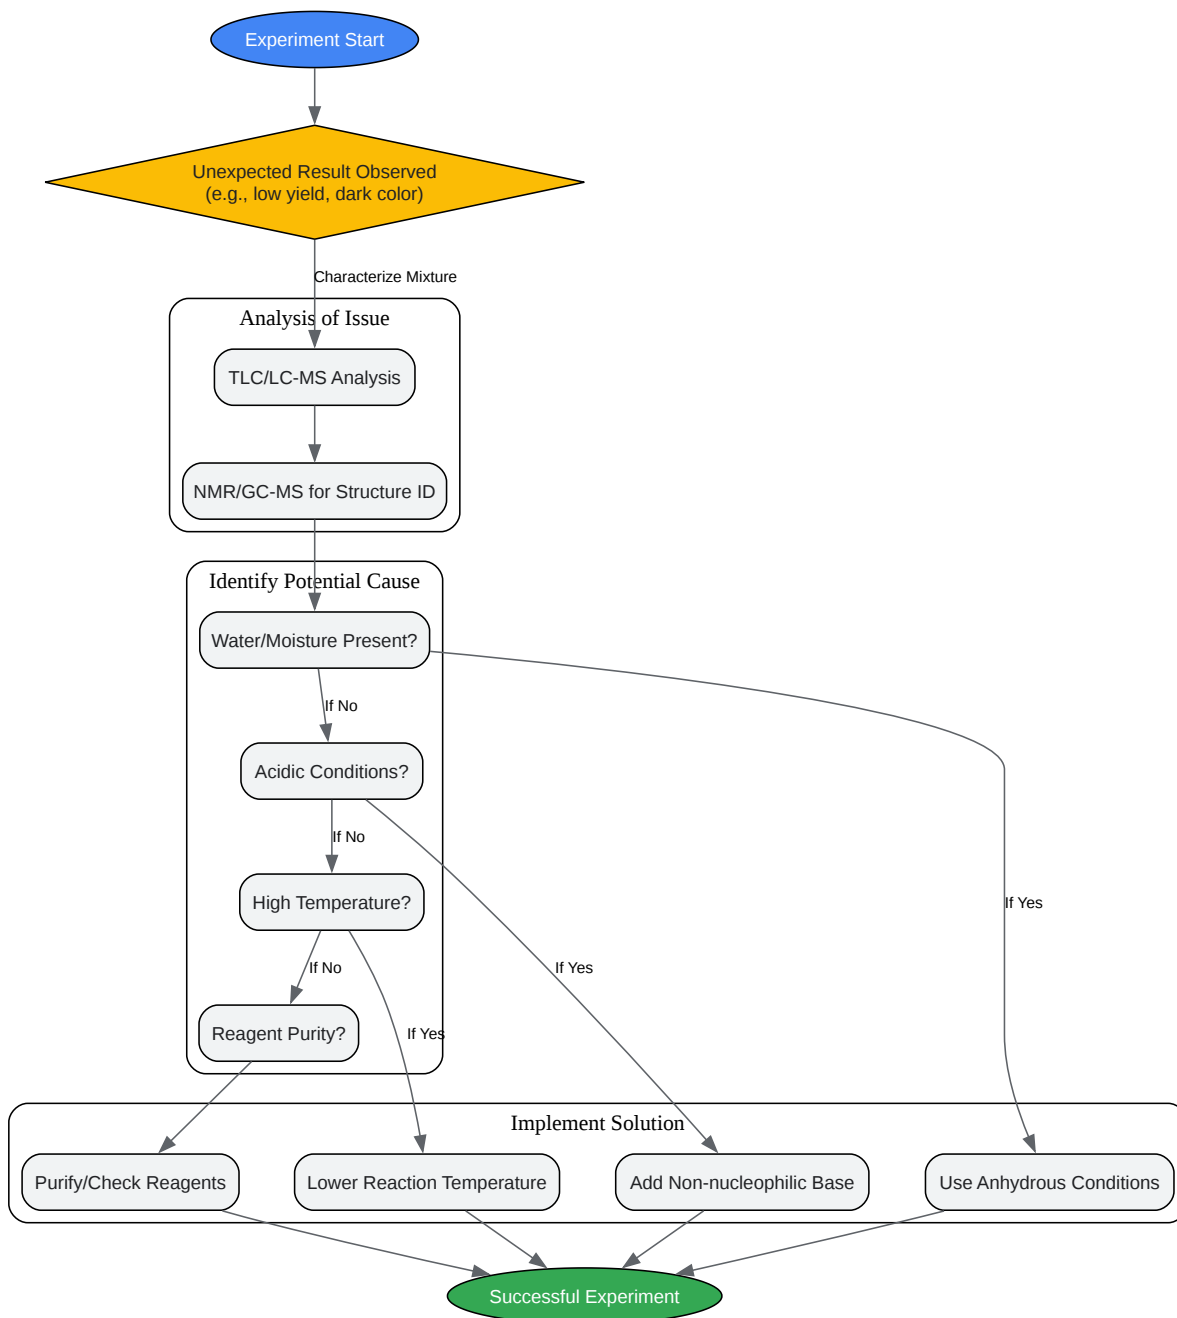 Experiment Start
Unexpected Result Observed
(e.g., low yield, dark color)
Characterize Mixture
Analysis of Issue
TLC/LC-MS Analysis
NMR/GC-MS for Structure ID
Identify Potential Cause
Water/Moisture Present?
If No
Acidic Conditions?
If No
High Temperature?
If Yes
If No
If Yes
Reagent Purity?
If Yes
Implement Solution
Purify/Check Reagents
Lower Reaction Temperature
Add Non-nucleophilic Base
Use Anhydrous Conditions
Successful Experiment